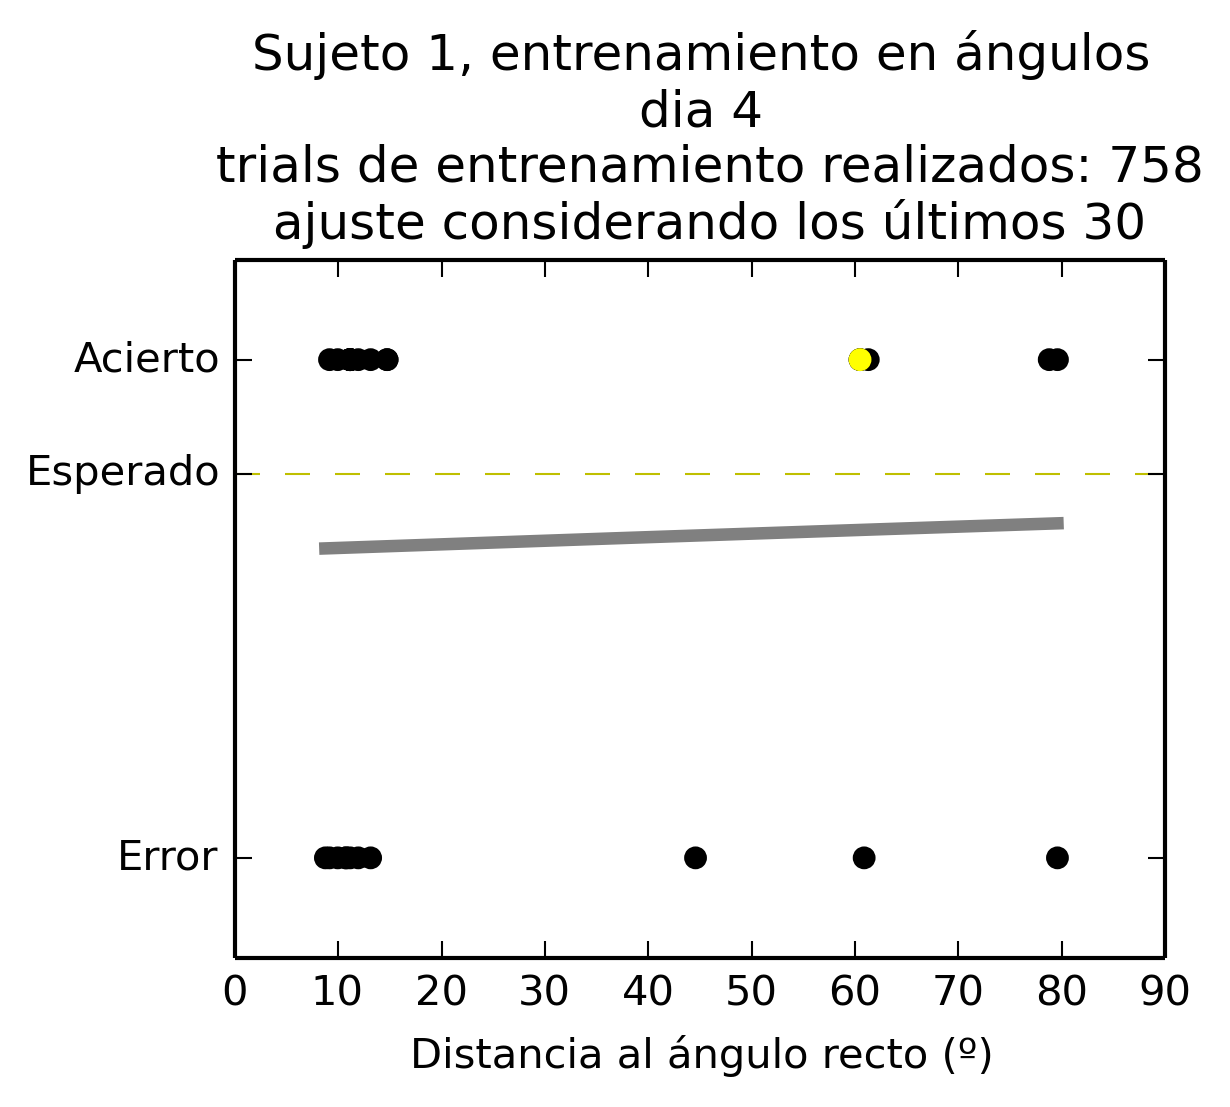 Sujeto 1, entrenamiento en ángulos
dia 4
trials de entrenamiento realizados: 758
ajuste considerando los últimos 30
Acierto
Esperado
Error
0 10 20 30 40 50 60 70 80 90
Distancia al ángulo recto (º)